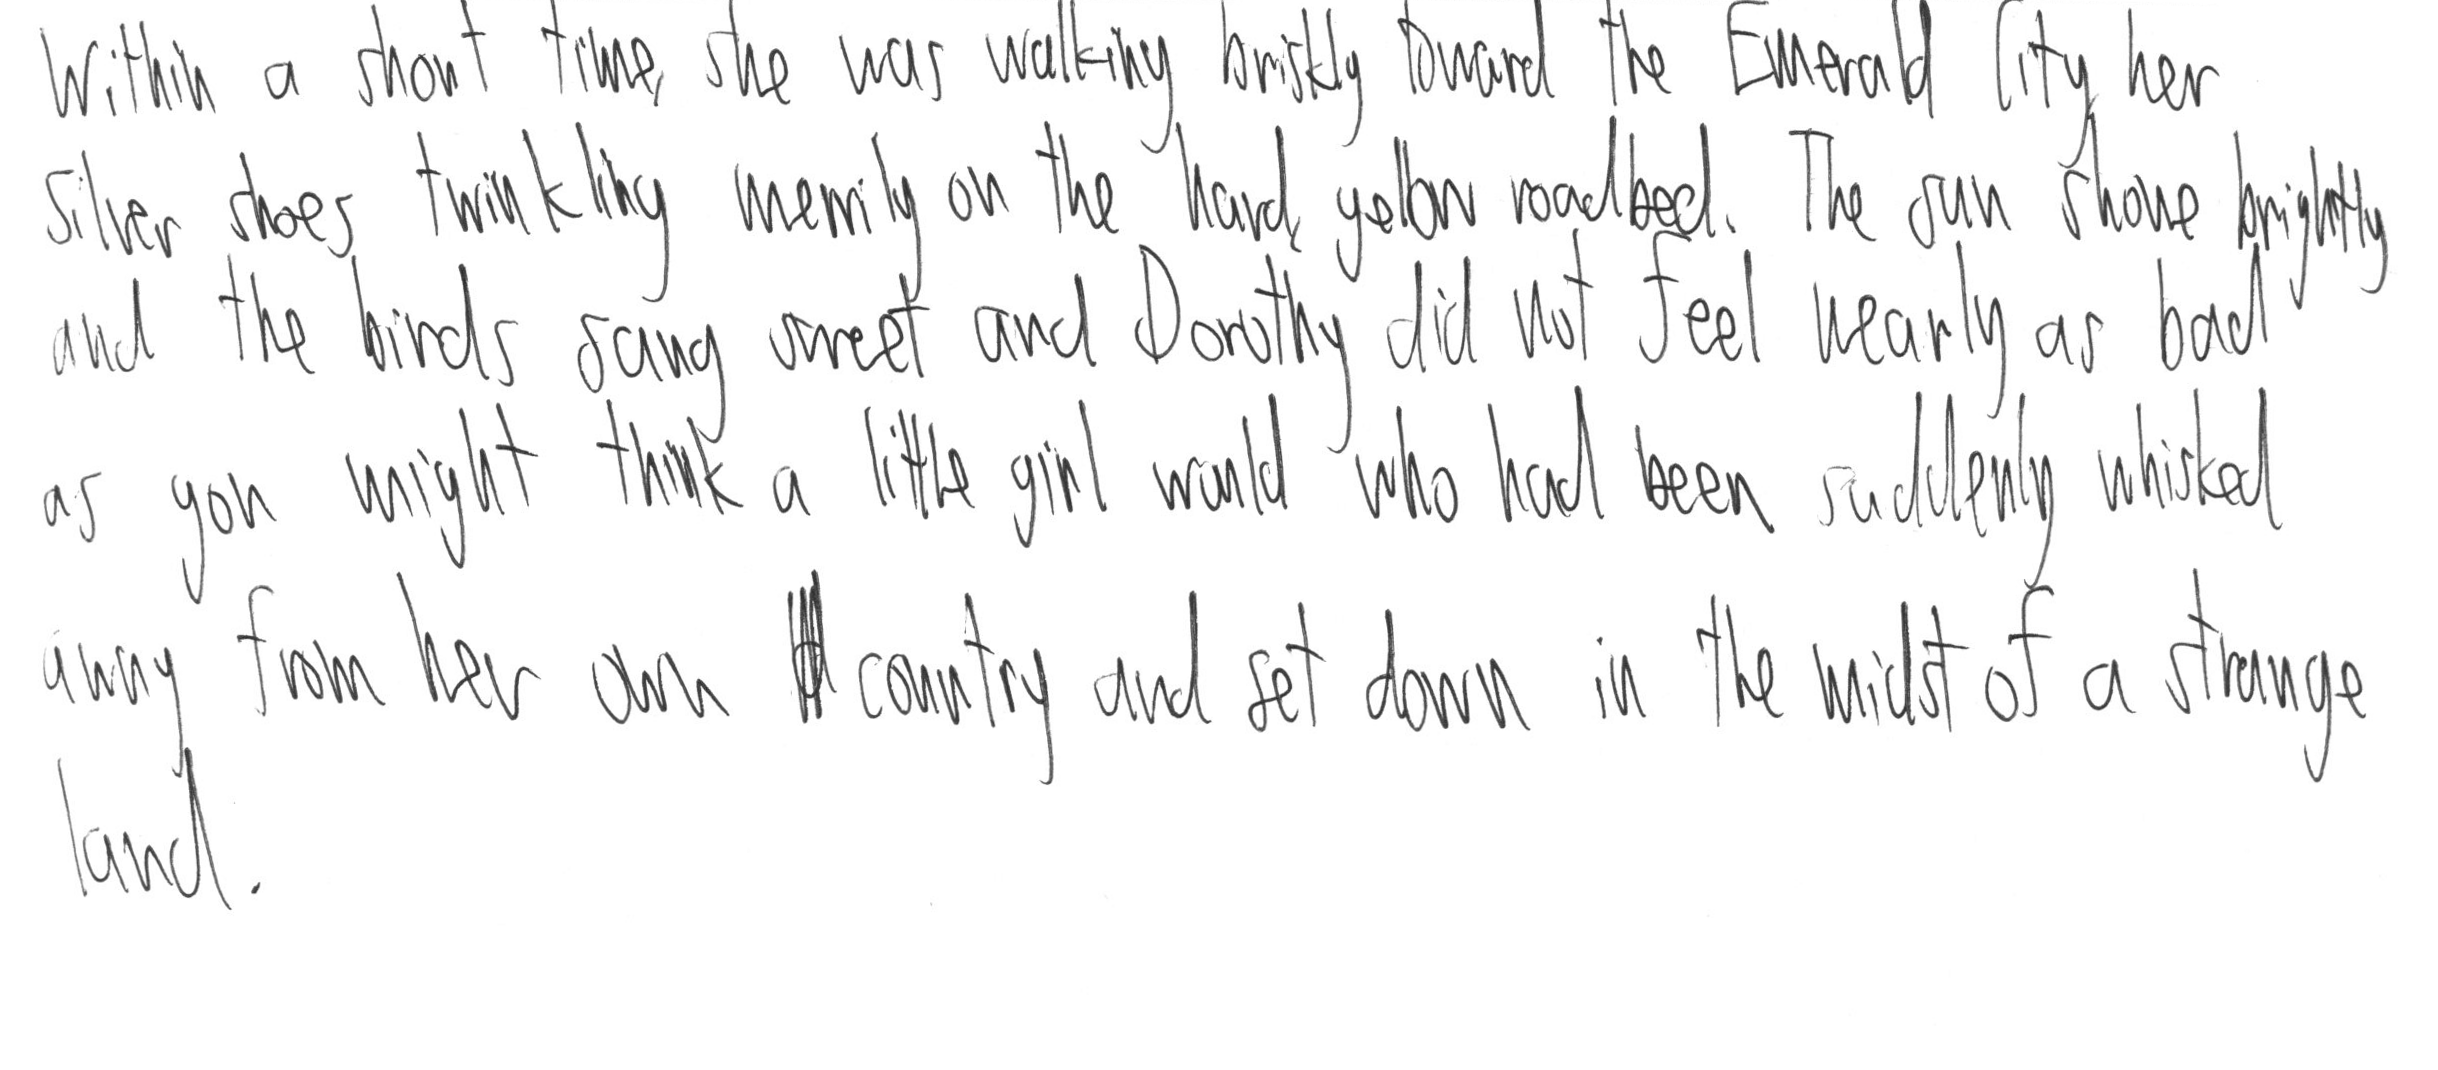 Within a short time, she was walking briskly toward the Emerald City, her
silver shoes twinkling merrily on the hard, yellow roadbed. The sun shone brightly
and the birds sang sweet and Dorothy did not feel nearly as bad
as you might think a little girl would who had been suddenly whisked
away from her own country and set down in the midst of a strange
land.